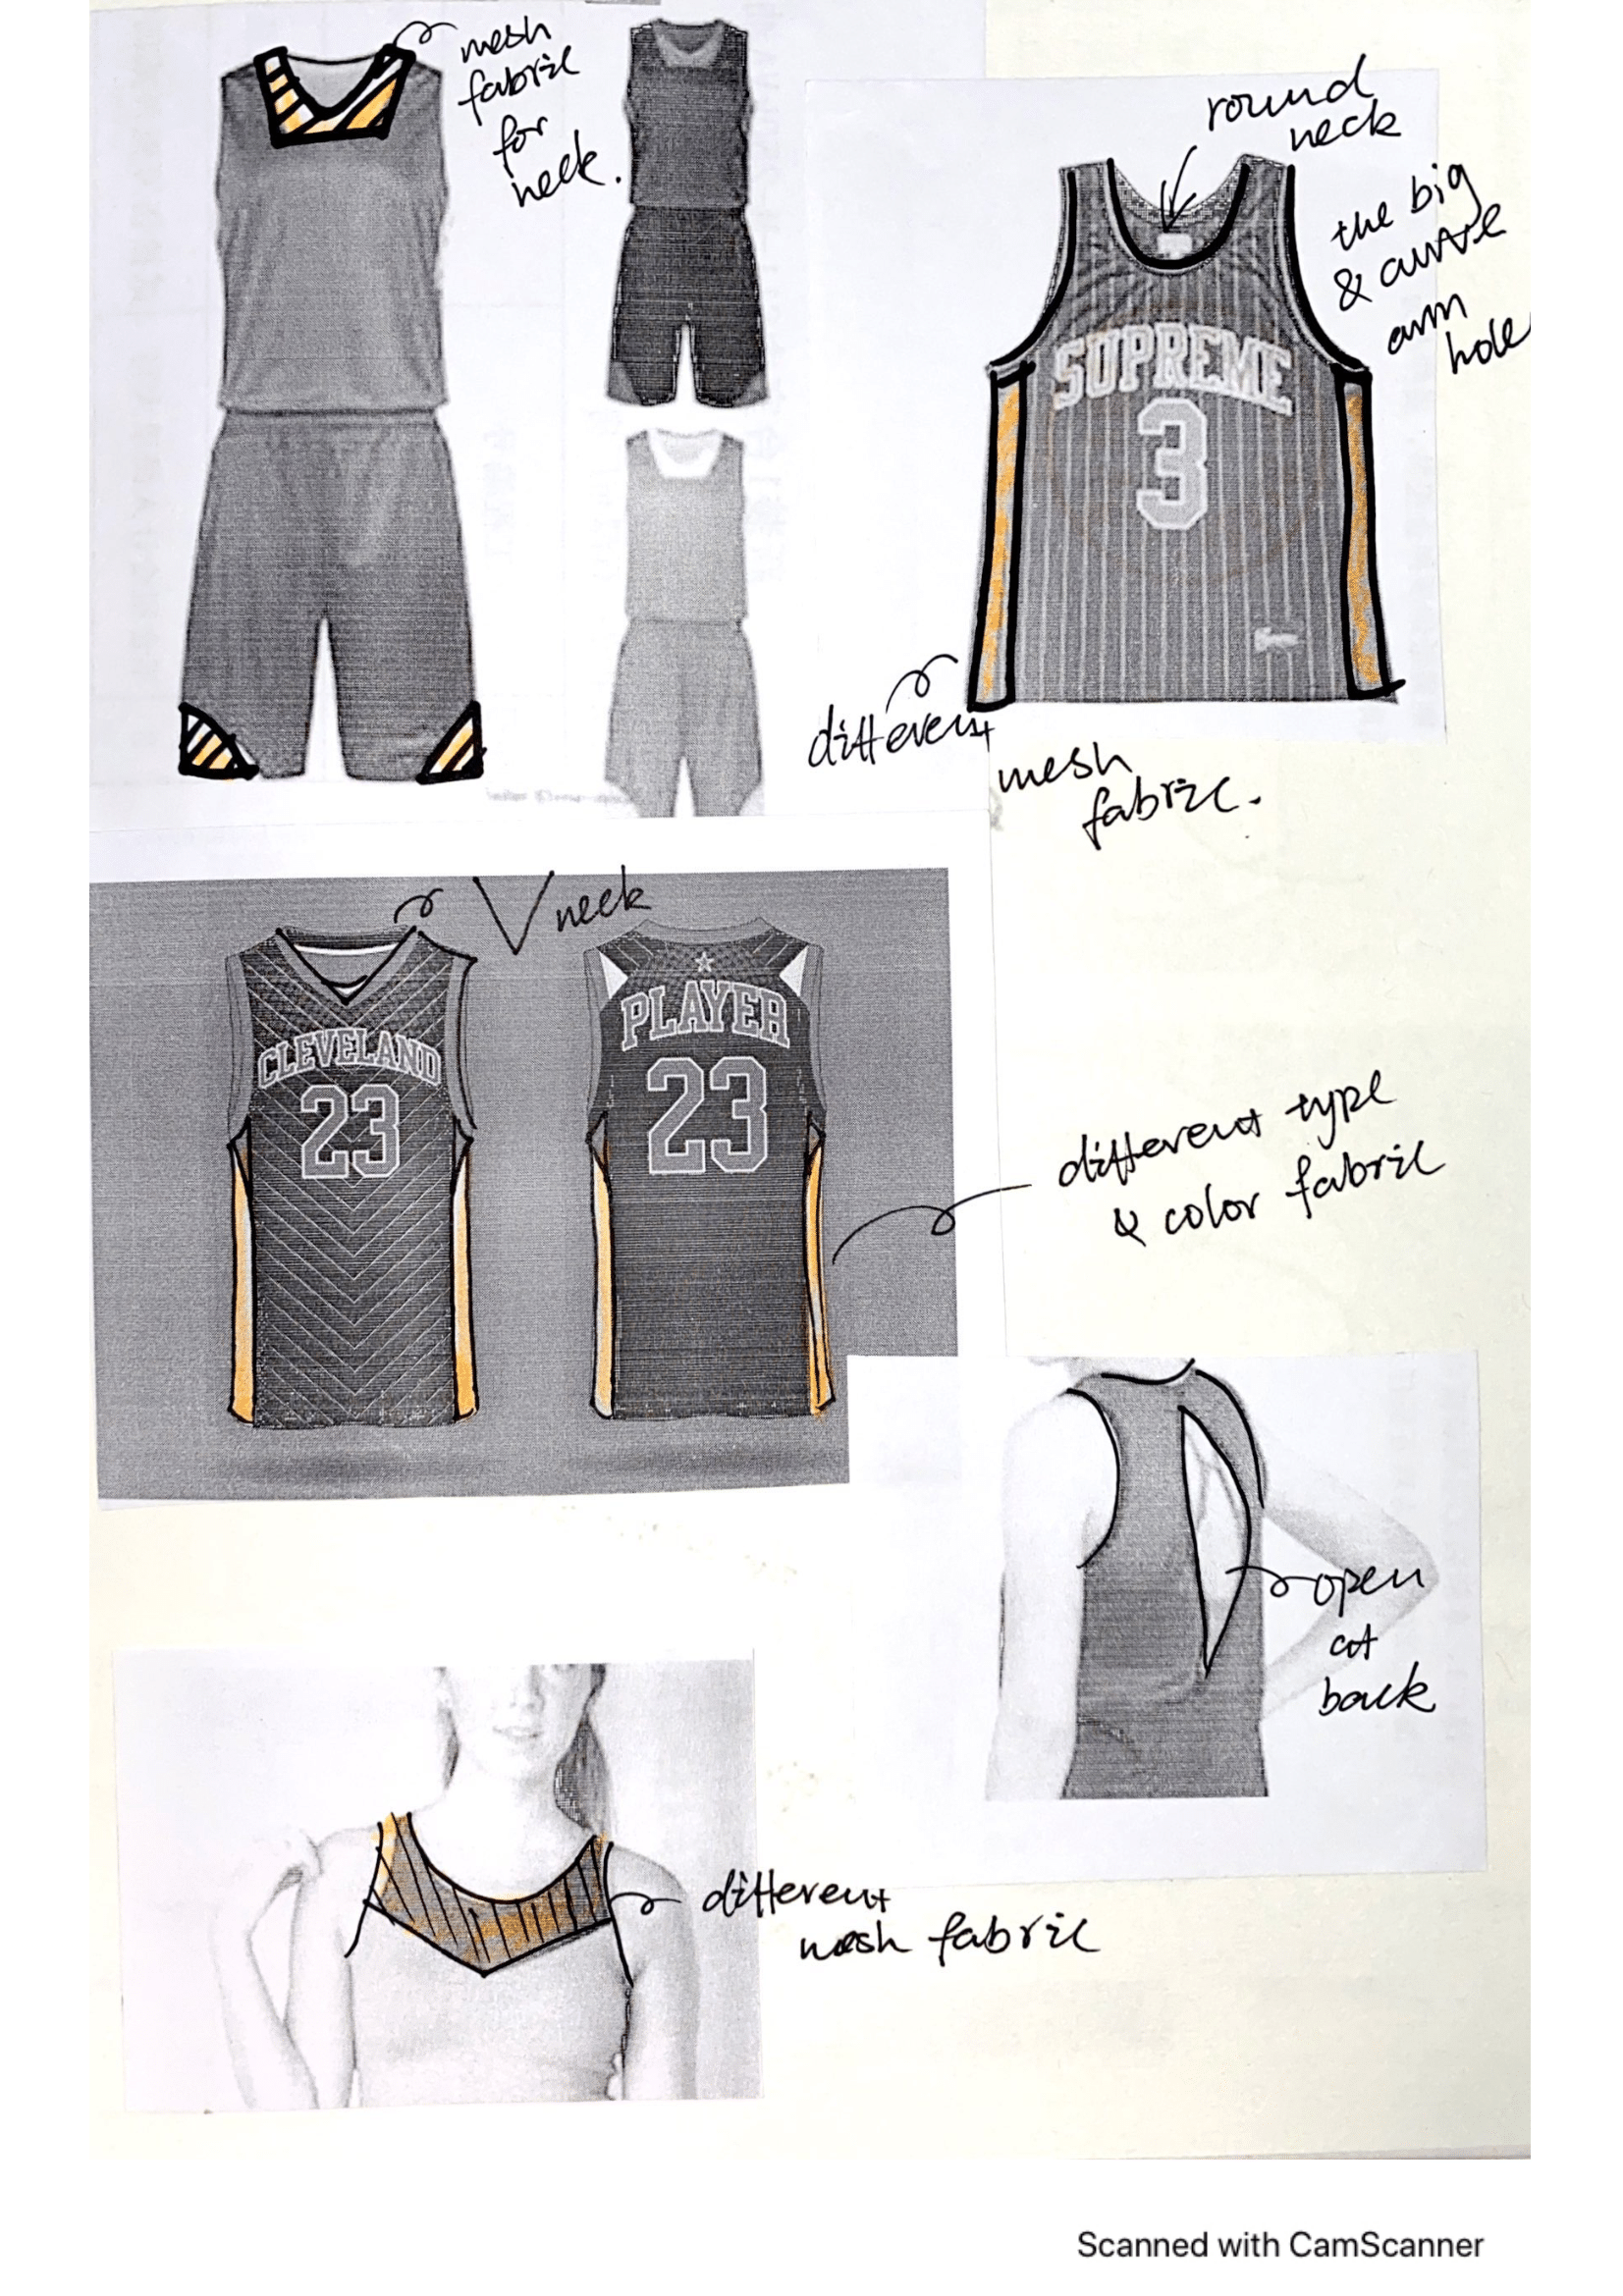 mesh
fabric
for
neck.
round
neck
the big
& curve
arm
hole
SUPREME
3
different
mesh
fabric.
V neck
CLEVELAND
23
PLAYER
23
different type
& color fabric
open
cut
back
different
mesh fabric
Scanned with CamScanner